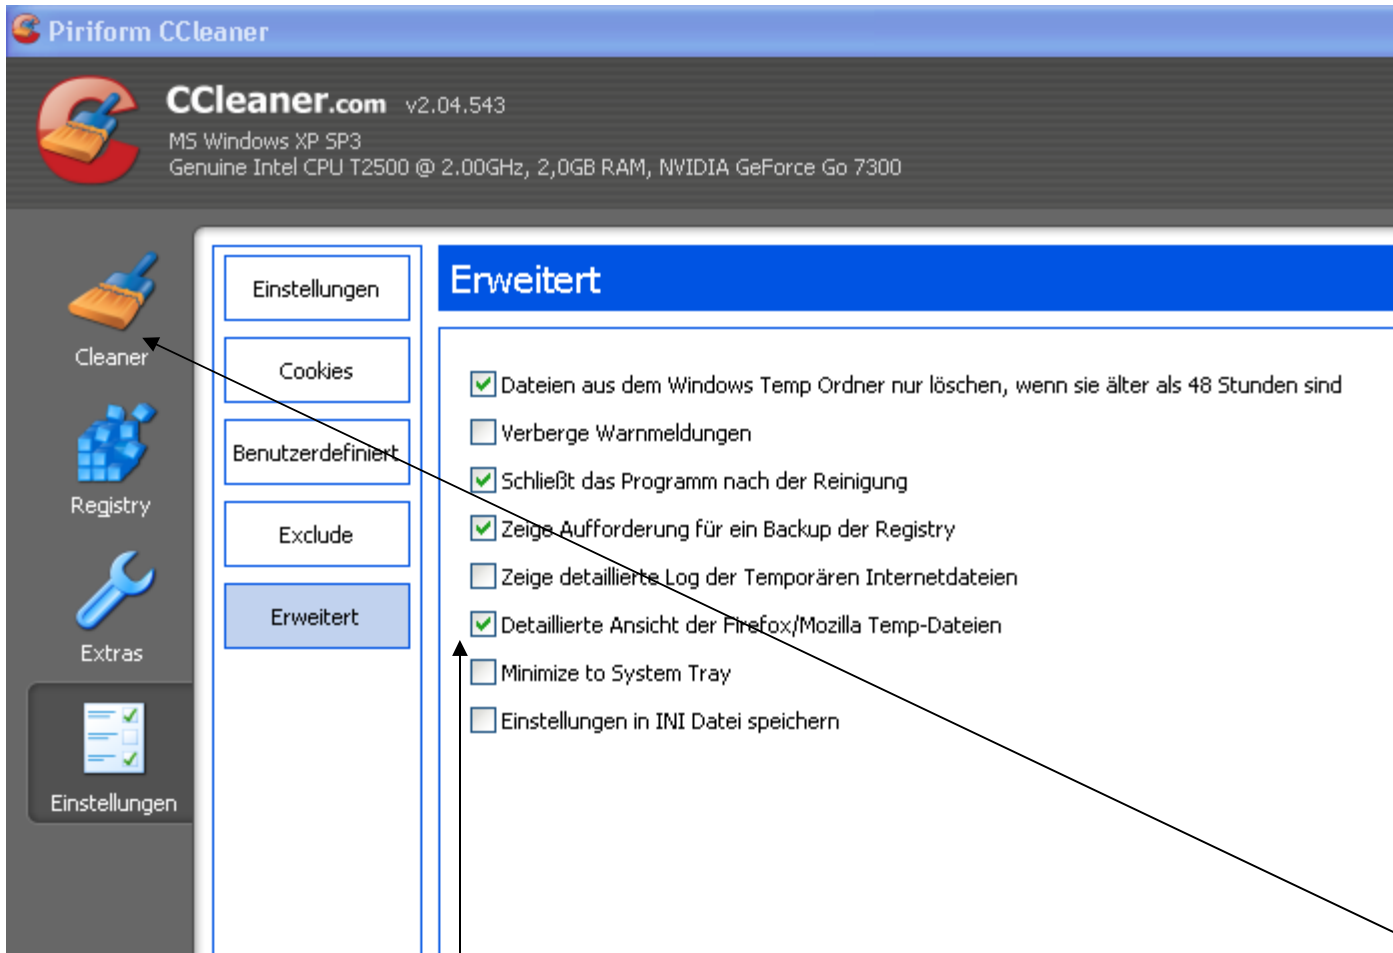 Piriform CCleaner
CCleaner.com v2.04.543
MS Windows XP SP3
Genuine Intel CPU T2500 @ 2.00GHz, 2,0GB RAM, NVIDIA GeForce Go 7300
Cleaner
Registry
Extras
Einstellungen
Einstellungen
Cookies
Benutzerdefiniert
Exclude
Erweitert
Erweitert
Dateien aus dem Windows Temp Ordner nur löschen, wenn sie älter als 48 Stunden sind
Verberge Warnmeldungen
Schließt das Programm nach der Reinigung
Zeige Aufforderung für ein Backup der Registry
Zeige detaillierte Log der Temporären Internetdateien
Detaillierte Ansicht der Firefox/Mozilla Temp-Dateien
Minimize to System Tray
Einstellungen in INI Datei speichern